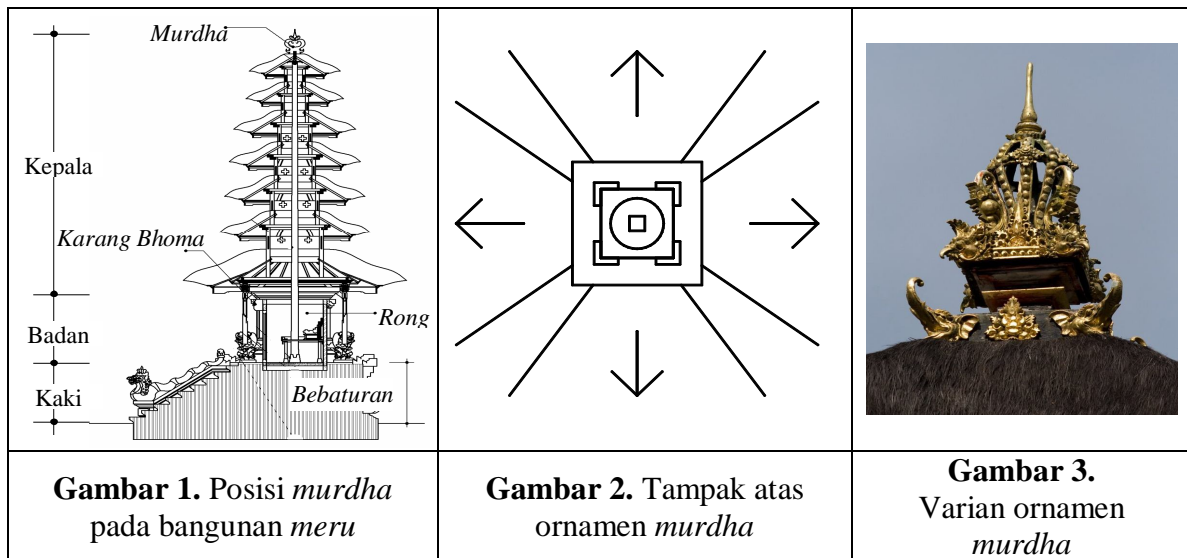 Murdha
Kepala
Karang Bhoma
Rong
Badan
Kaki
Bebaturan
Gambar 1. Posisi murdha
pada bangunan meru
Gambar 2. Tampak atas
ornamen murdha
Gambar 3.
Varian ornamen
murdha